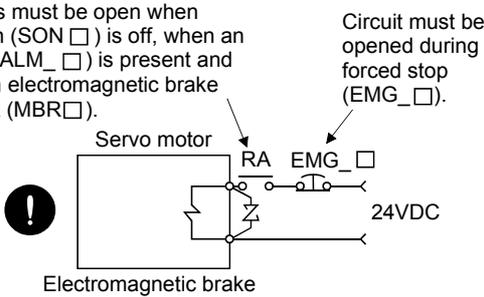 s must be open when
(SON □ ) is off, when an
ALM_ □ ) is present and
electromagnetic brake
(MBR□).
Circuit must be
opened during
forced stop
(EMG_□).
Servo motor
RA
EMG_ □
24VDC
Electromagnetic brake